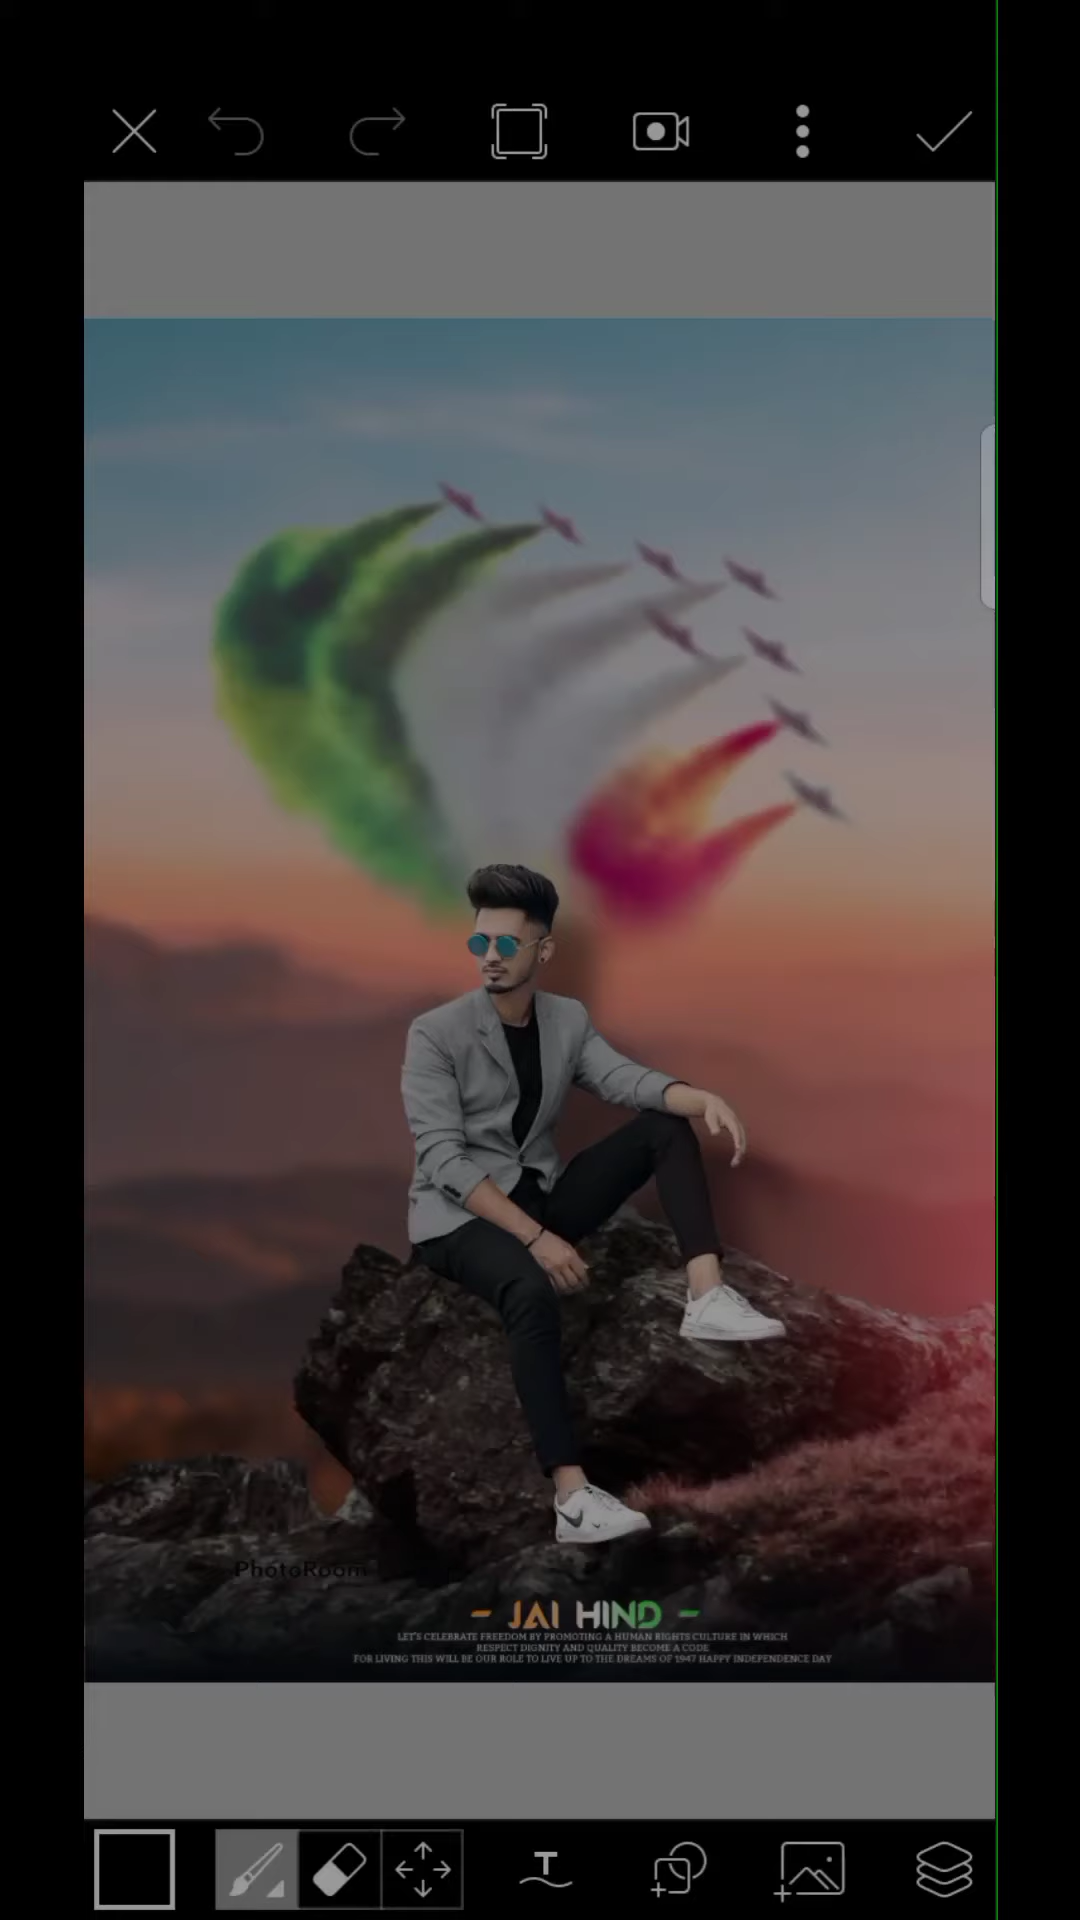 PhotoRoom
- JAI HIND -
LET'S CELEBRATE FREEDOM BY PROMOTING A HUMAN RIGHTS CULTURE IN WHICH
RESPECT DIGNITY AND QUALITY BECOME A CODE
FOR LIVING THIS WILL BE OUR ROLE TO LIVE UP TO THE DREAMS OF 1947 HAPPY INDEPENDENCE DAY